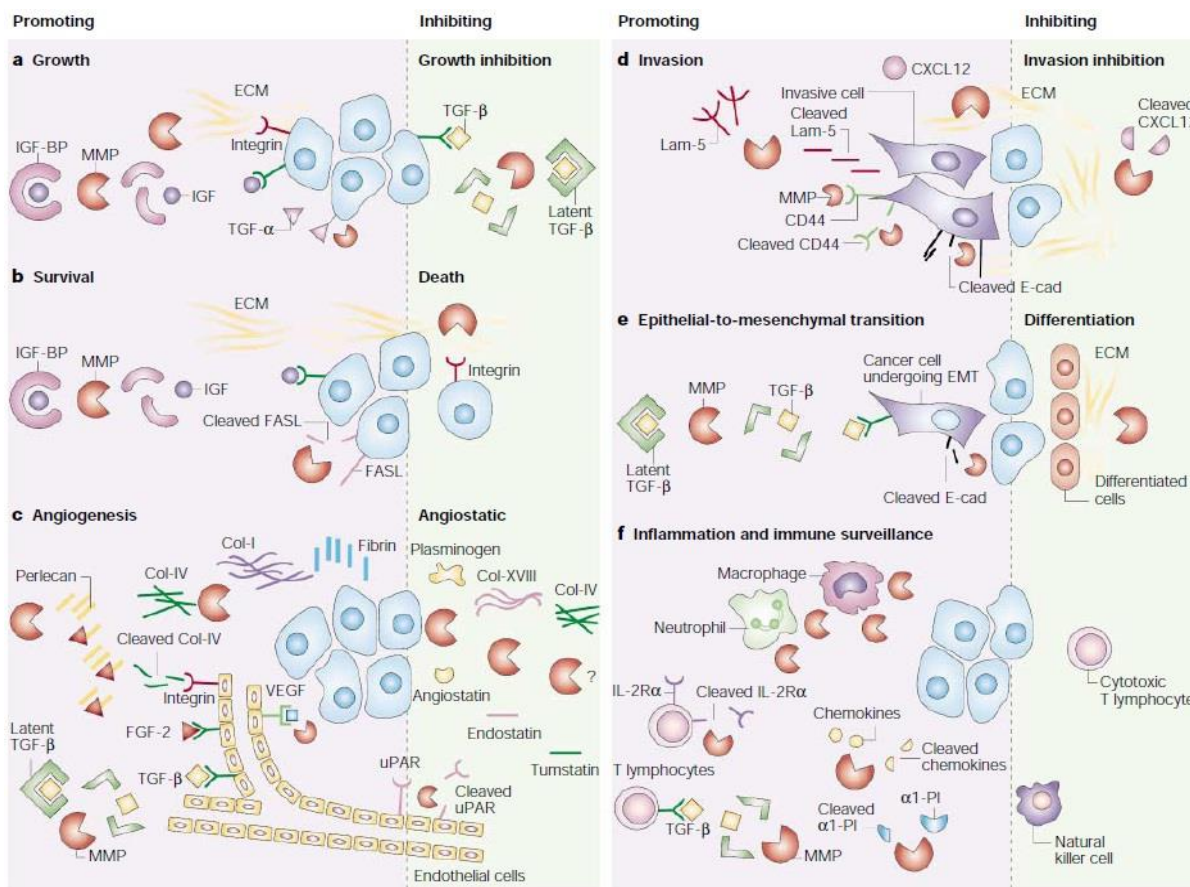 Promoting
Inhibiting
a Growth
Growth inhibition
ECM
TGF-β
IGF-BP
MMP
Integrin
IGF
TGF-α
Latent
TGF-β
b Survival
Death
ECM
IGF-BP
MMP
IGF
Integrin
Cleaved FASL
FASL
c Angiogenesis
Angiostatic
Col-I
Fibrin
Plasminogen
Perlecan
Col-IV
Col-XVIII
Col-IV
Cleaved Col-IV
Integrin
VEGF
Angiostatin
?
Latent
TGF-β
FGF-2
Endostatin
TGF-β
uPAR
Tumstatin
Cleaved
uPAR
MMP
Endothelial cells
Promoting
Inhibiting
d Invasion
Invasion inhibition
CXCL12
Invasive cell
ECM
Cleaved
CXCL1
Cleaved
Lam-5
Lam-5
MMP
CD44
Cleaved CD44
Cleaved E-cad
e Epithelial-to-mesenchymal transition
Differentiation
Cancer cell
undergoing EMT
ECM
MMP
TGF-β
Latent
TGF-β
Cleaved E-cad
Differentiated
cells
f Inflammation and immune surveillance
Macrophage
Neutrophil
IL-2Rα
Cleaved IL-2Rα
Cytotoxic
T lymphocyte
Chemokines
Cleaved
chemokines
T lymphocytes
TGF-β
Cleaved
α1-PI
α1-PI
MMP
Natural
killer cell